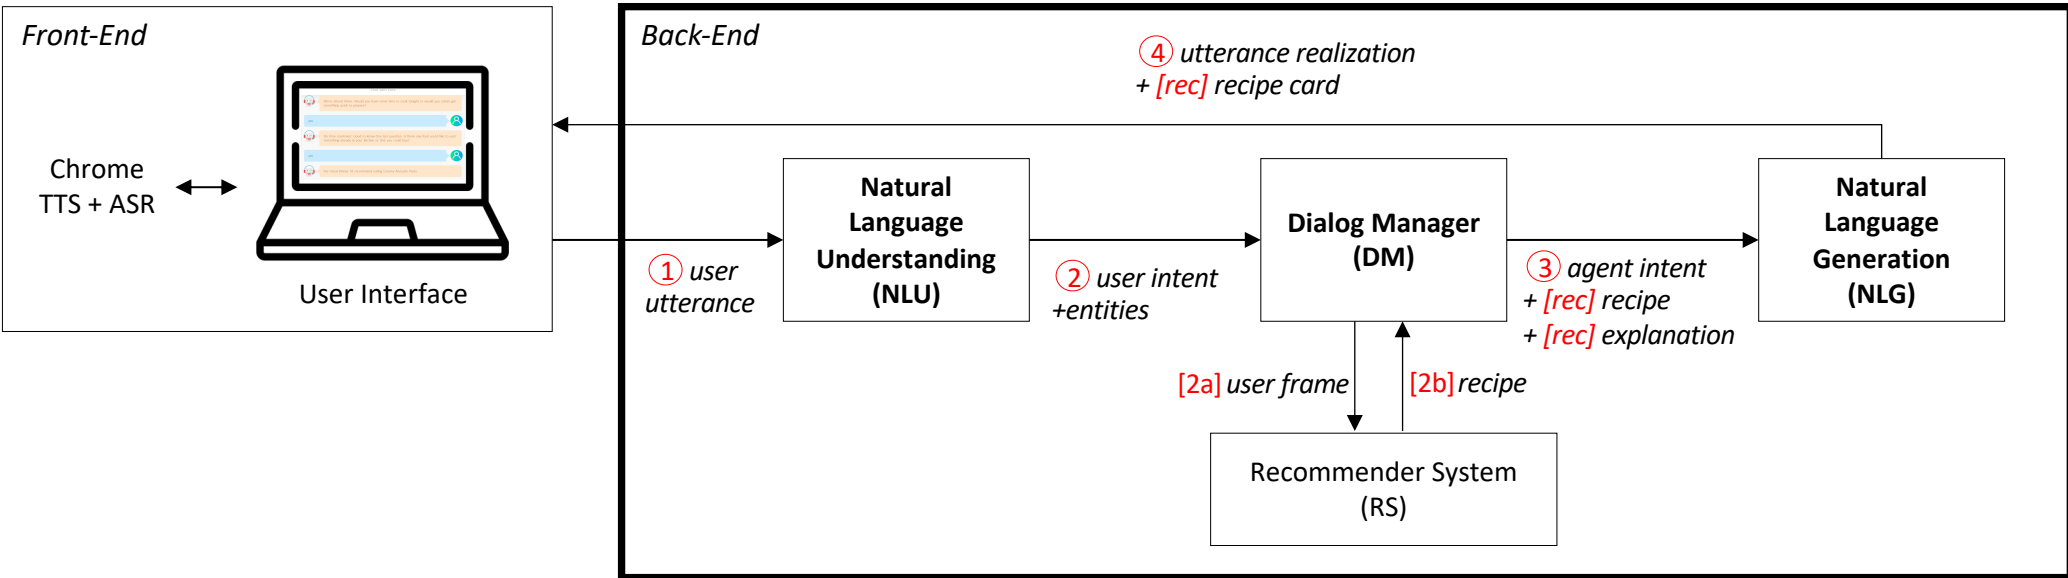 Front-End
Chrome
TTS + ASR
User Interface
Back-End
4 utterance realization
+ [rec] recipe card
1 user
utterance
Natural
Language
Understanding
(NLU)
2 user intent
+entities
Dialog Manager
(DM)
3 agent intent
+ [rec] recipe
+ [rec] explanation
Natural
Language
Generation
(NLG)
[2a] user frame
[2b] recipe
Recommender System
(RS)